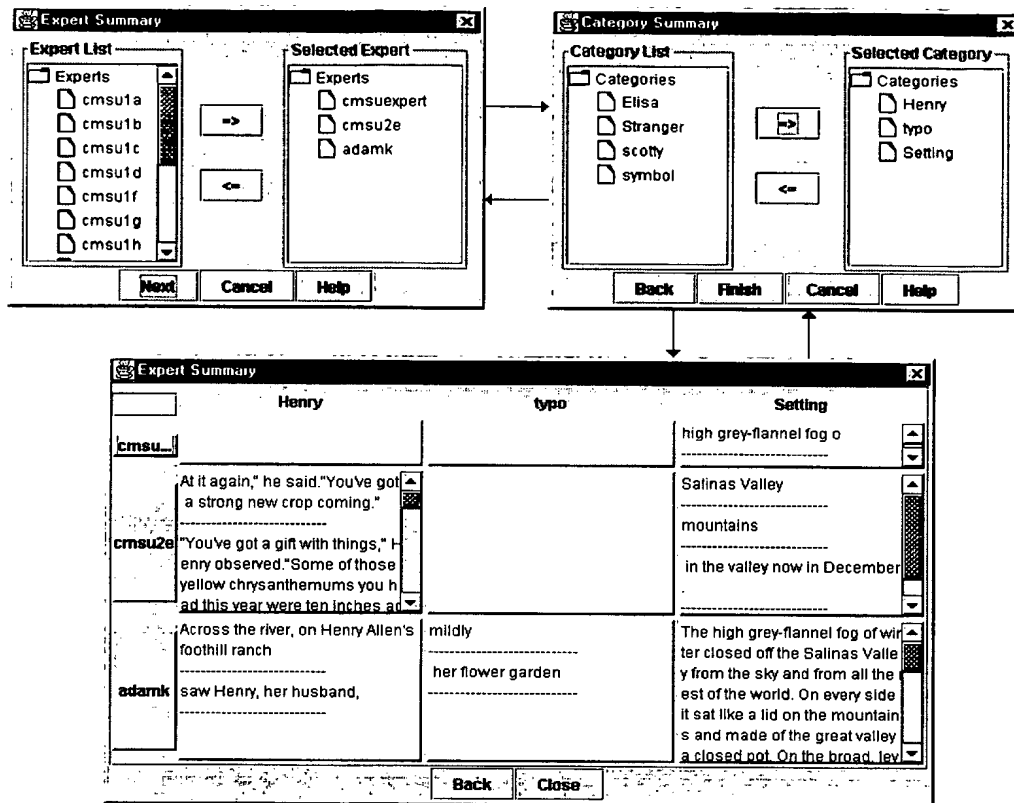 Expert Summary
Expert List
Experts
cmsu1a
cmsu1b
cmsu1c
cmsu1d
cmsu1f
cmsu1g
cmsu1h
=>
<=
Selected Expert
Experts
cmsuexpert
cmsu2e
adamk
Next Cancel Help
Category Summary
Category List
Categories
Elisa
Stranger
scotty
symbol
=>
<=
Selected Category
Categories
Henry
typo
Setting
Back Finish Cancel Help
Expert Summary
Henry typo Setting
cmsu...
high grey-flannel fog o
--------------------------
cmsu2e
At it again," he said."You've got
a strong new crop coming."
--------------------------
"You've got a gift with things," H
enry observed."Some of those
yellow chrysanthemums you h
ad this year were ten inches ac
Salinas Valley
--------------------------
mountains
--------------------------
in the valley now in December
.
--------------------------
adamk
Across the river, on Henry Allen's
foothill ranch
--------------------------
saw Henry, her husband,
--------------------------
mildly
--------------------------
her flower garden
--------------------------
The high grey-flannel fog of win
ter closed off the Salinas Valle
y from the sky and from all the r
est of the world. On every side
it sat like a lid on the mountain
s and made of the great valley
a closed pot. On the broad, lev
Back Close